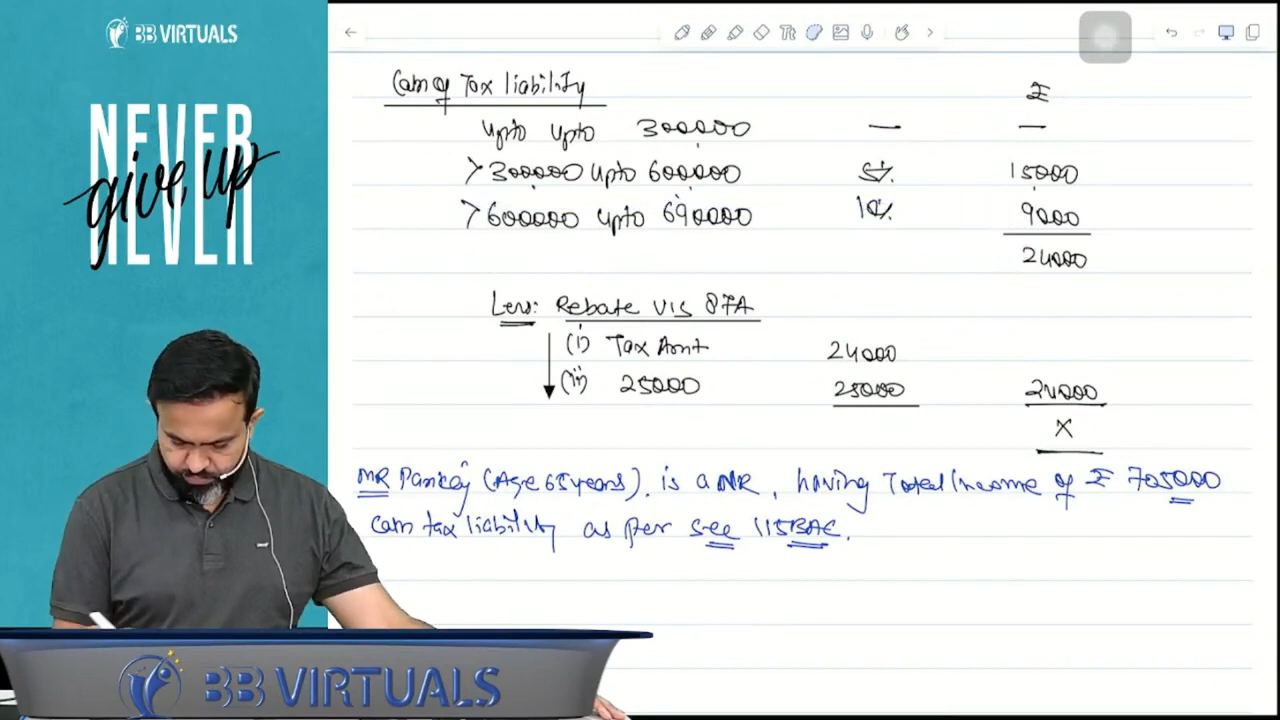 BB VIRTUALS
NEVER
give up
NEVER
Com of Tax liability ₹
upto upto 300000 — —
>300000 upto 600000 5%. 15000
>600000 upto 690000 10% 9000
24000
Less: Rebate v/s 87A
(i) Tax Amt 24000
(ii) 25000 25000 24000
X
MR Pankaj (Age 65 years). is a NR, having Total Income of ₹ 705000
com tax liability as per sec 115BAC.
BB VIRTUALS